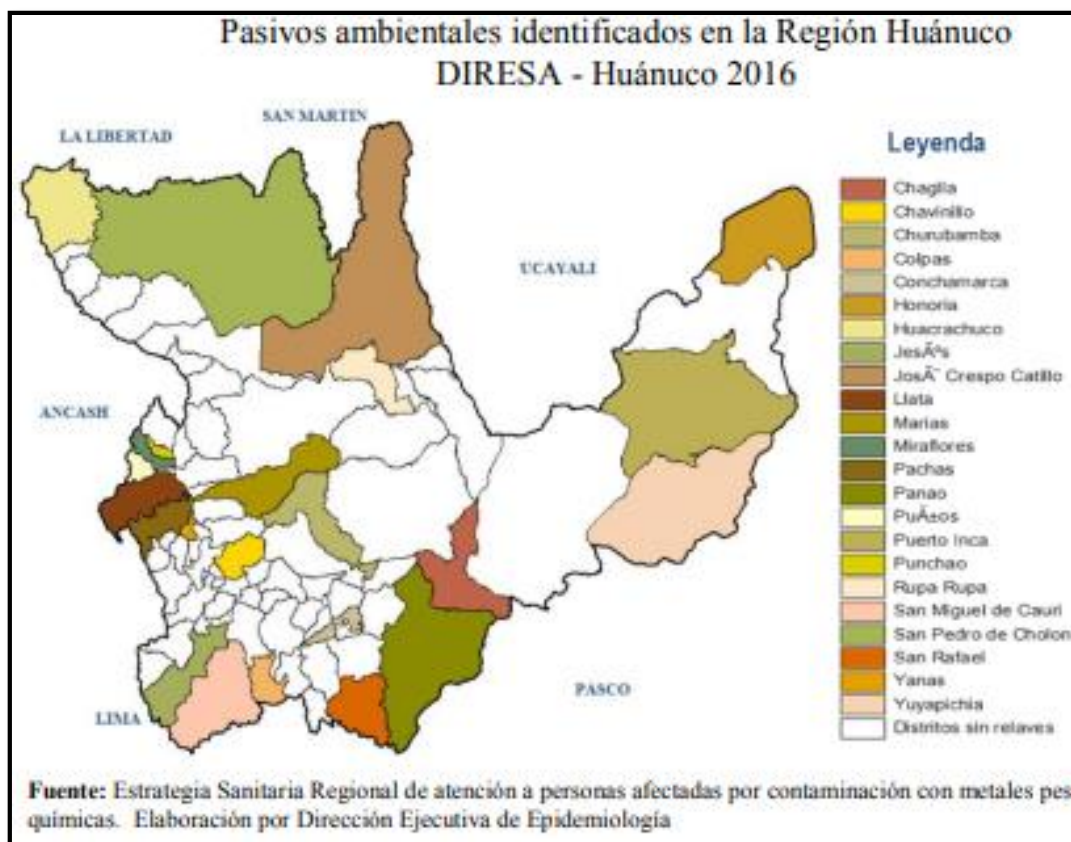 Pasivos ambientales identificados en la Región Huánuco
DIRESA - Huánuco 2016
SAN MARTIN
LA LIBERTAD
UCAYALI
ANCASH
LIMA
PASCO
Leyenda
Chaglla
Chavinillo
Churubamba
Colpas
Conchamarca
Honoria
Huacrachuco
JesÃºs
JosÃ¨ Crespo Catillo
Llata
Marias
Miraflores
Pachas
Panao
PuÃ±os
Puerto Inca
Punchao
Rupa Rupa
San Miguel de Cauri
San Pedro de Cholon
San Rafael
Yanas
Yuyapichia
Distritos sin relaves
Fuente: Estrategia Sanitaria Regional de atención a personas afectadas por contaminación con metales pes
químicas. Elaboración por Dirección Ejecutiva de Epidemiología